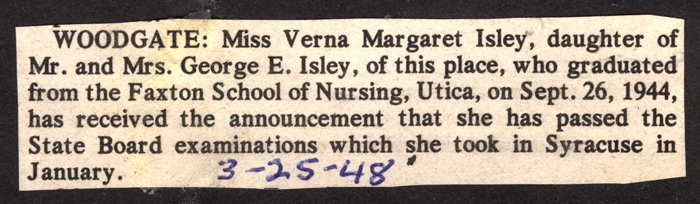 WOODGATE: Miss Verna Margaret Isley, daughter of
Mr. and Mrs. George E. Isley, of this place, who graduated
from the Faxton School of Nursing, Utica, on Sept. 26, 1944,
has received the announcement that she has passed the
State Board examinations which she took in Syracuse in
January. 3-25-48